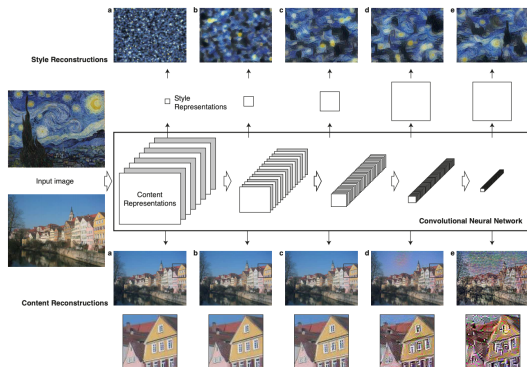 a b c d e
Style Reconstructions
Style
Representations
Input image
Content
Representations
Convolutional Neural Network
a b c d e
Content Reconstructions